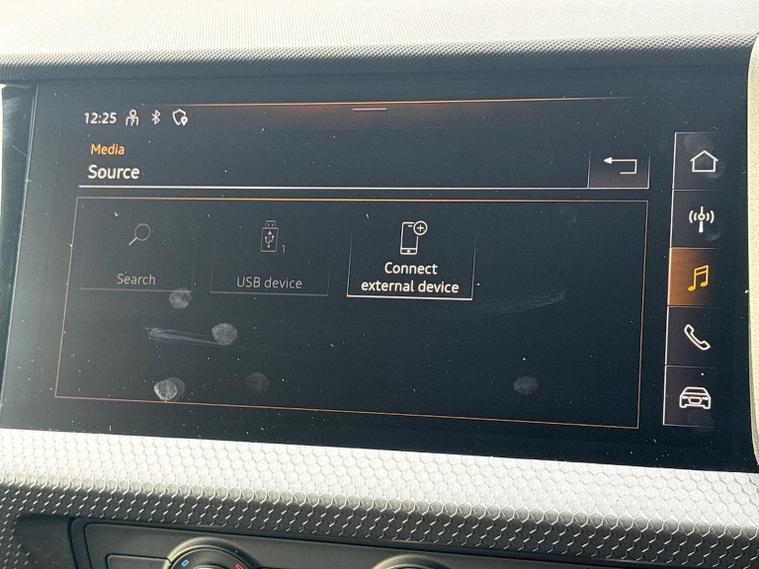 12:25
Media
Source
Search
USB device
1
Connect
external device